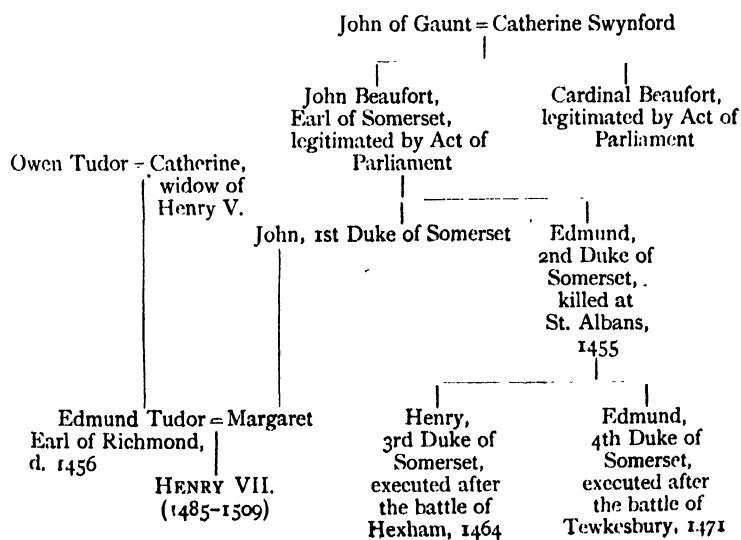 John of Gaunt = Catherine Swynford
John Beaufort,
Earl of Somerset,
legitimated by Act of
Parliament
Cardinal Beaufort,
legitimated by Act of
Parliament
Owen Tudor = Catherine,
widow of
Henry V.
John, 1st Duke of Somerset
Edmund,
2nd Duke of
Somerset,
killed at
St. Albans,
1455
Edmund Tudor = Margaret
Earl of Richmond,
d. 1456
HENRY VII.
(1485-1509)
Henry,
3rd Duke of
Somerset,
executed after
the battle of
Hexham, 1464
Edmund,
4th Duke of
Somerset,
executed after
the battle of
Tewkesbury, 1471